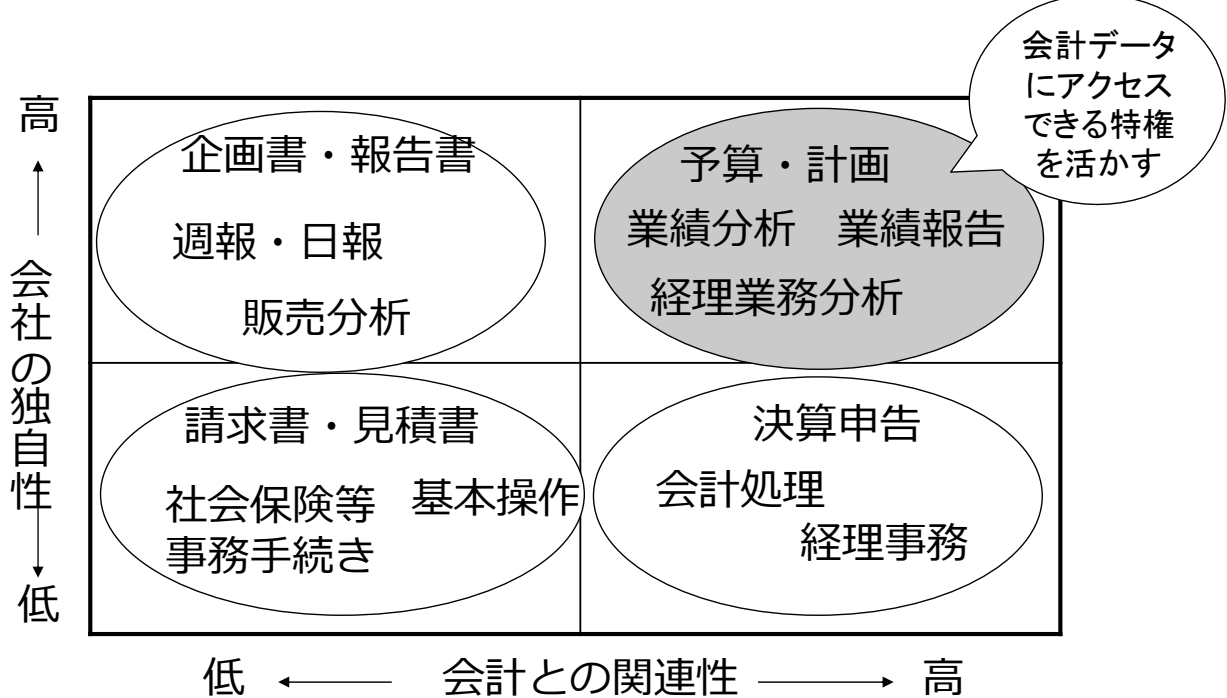 会計データ
にアクセス
できる特権
を活かす
高
企画書・報告書
週報・日報
販売分析
予算・計画
業績分析 業績報告
経理業務分析
会社の独自性
請求書・見積書
社会保険等 基本操作
事務手続き
決算申告
会計処理
経理事務
低
低 ← 会計との関連性 → 高